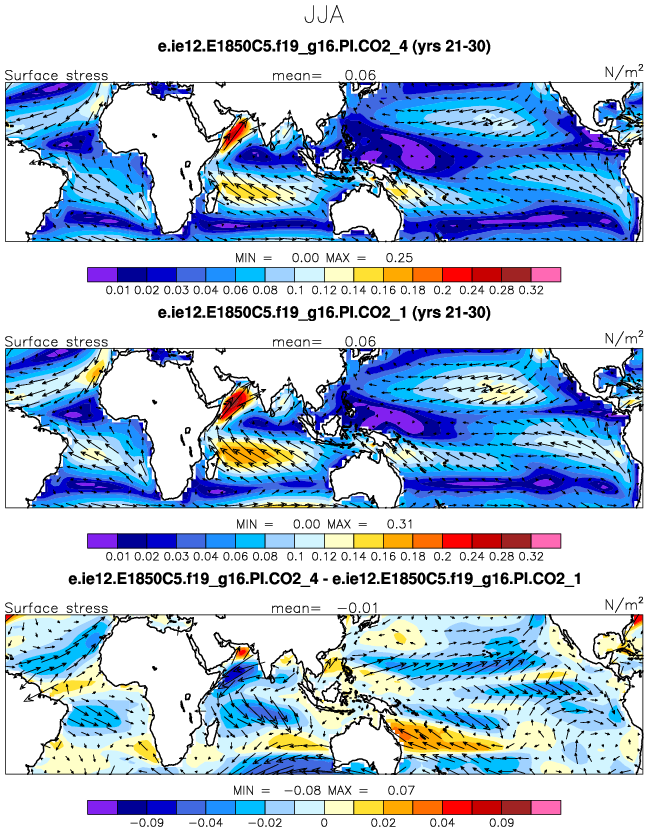 JJA
e.ie12.E1850C5.f19_g16.PI.CO2_4 (yrs 21-30)
Surface stress mean= 0.06 N/m²
MIN = 0.00 MAX = 0.25
0.01 0.02 0.03 0.04 0.06 0.08 0.1 0.12 0.14 0.16 0.18 0.2 0.24 0.28 0.32
e.ie12.E1850C5.f19_g16.PI.CO2_1 (yrs 21-30)
Surface stress mean= 0.06 N/m²
MIN = 0.00 MAX = 0.31
0.01 0.02 0.03 0.04 0.06 0.08 0.1 0.12 0.14 0.16 0.18 0.2 0.24 0.28 0.32
e.ie12.E1850C5.f19_g16.PI.CO2_4 - e.ie12.E1850C5.f19_g16.PI.CO2_1
Surface stress mean= −0.01 N/m²
MIN = −0.08 MAX = 0.07
−0.09 −0.04 −0.02 0 0.02 0.04 0.09